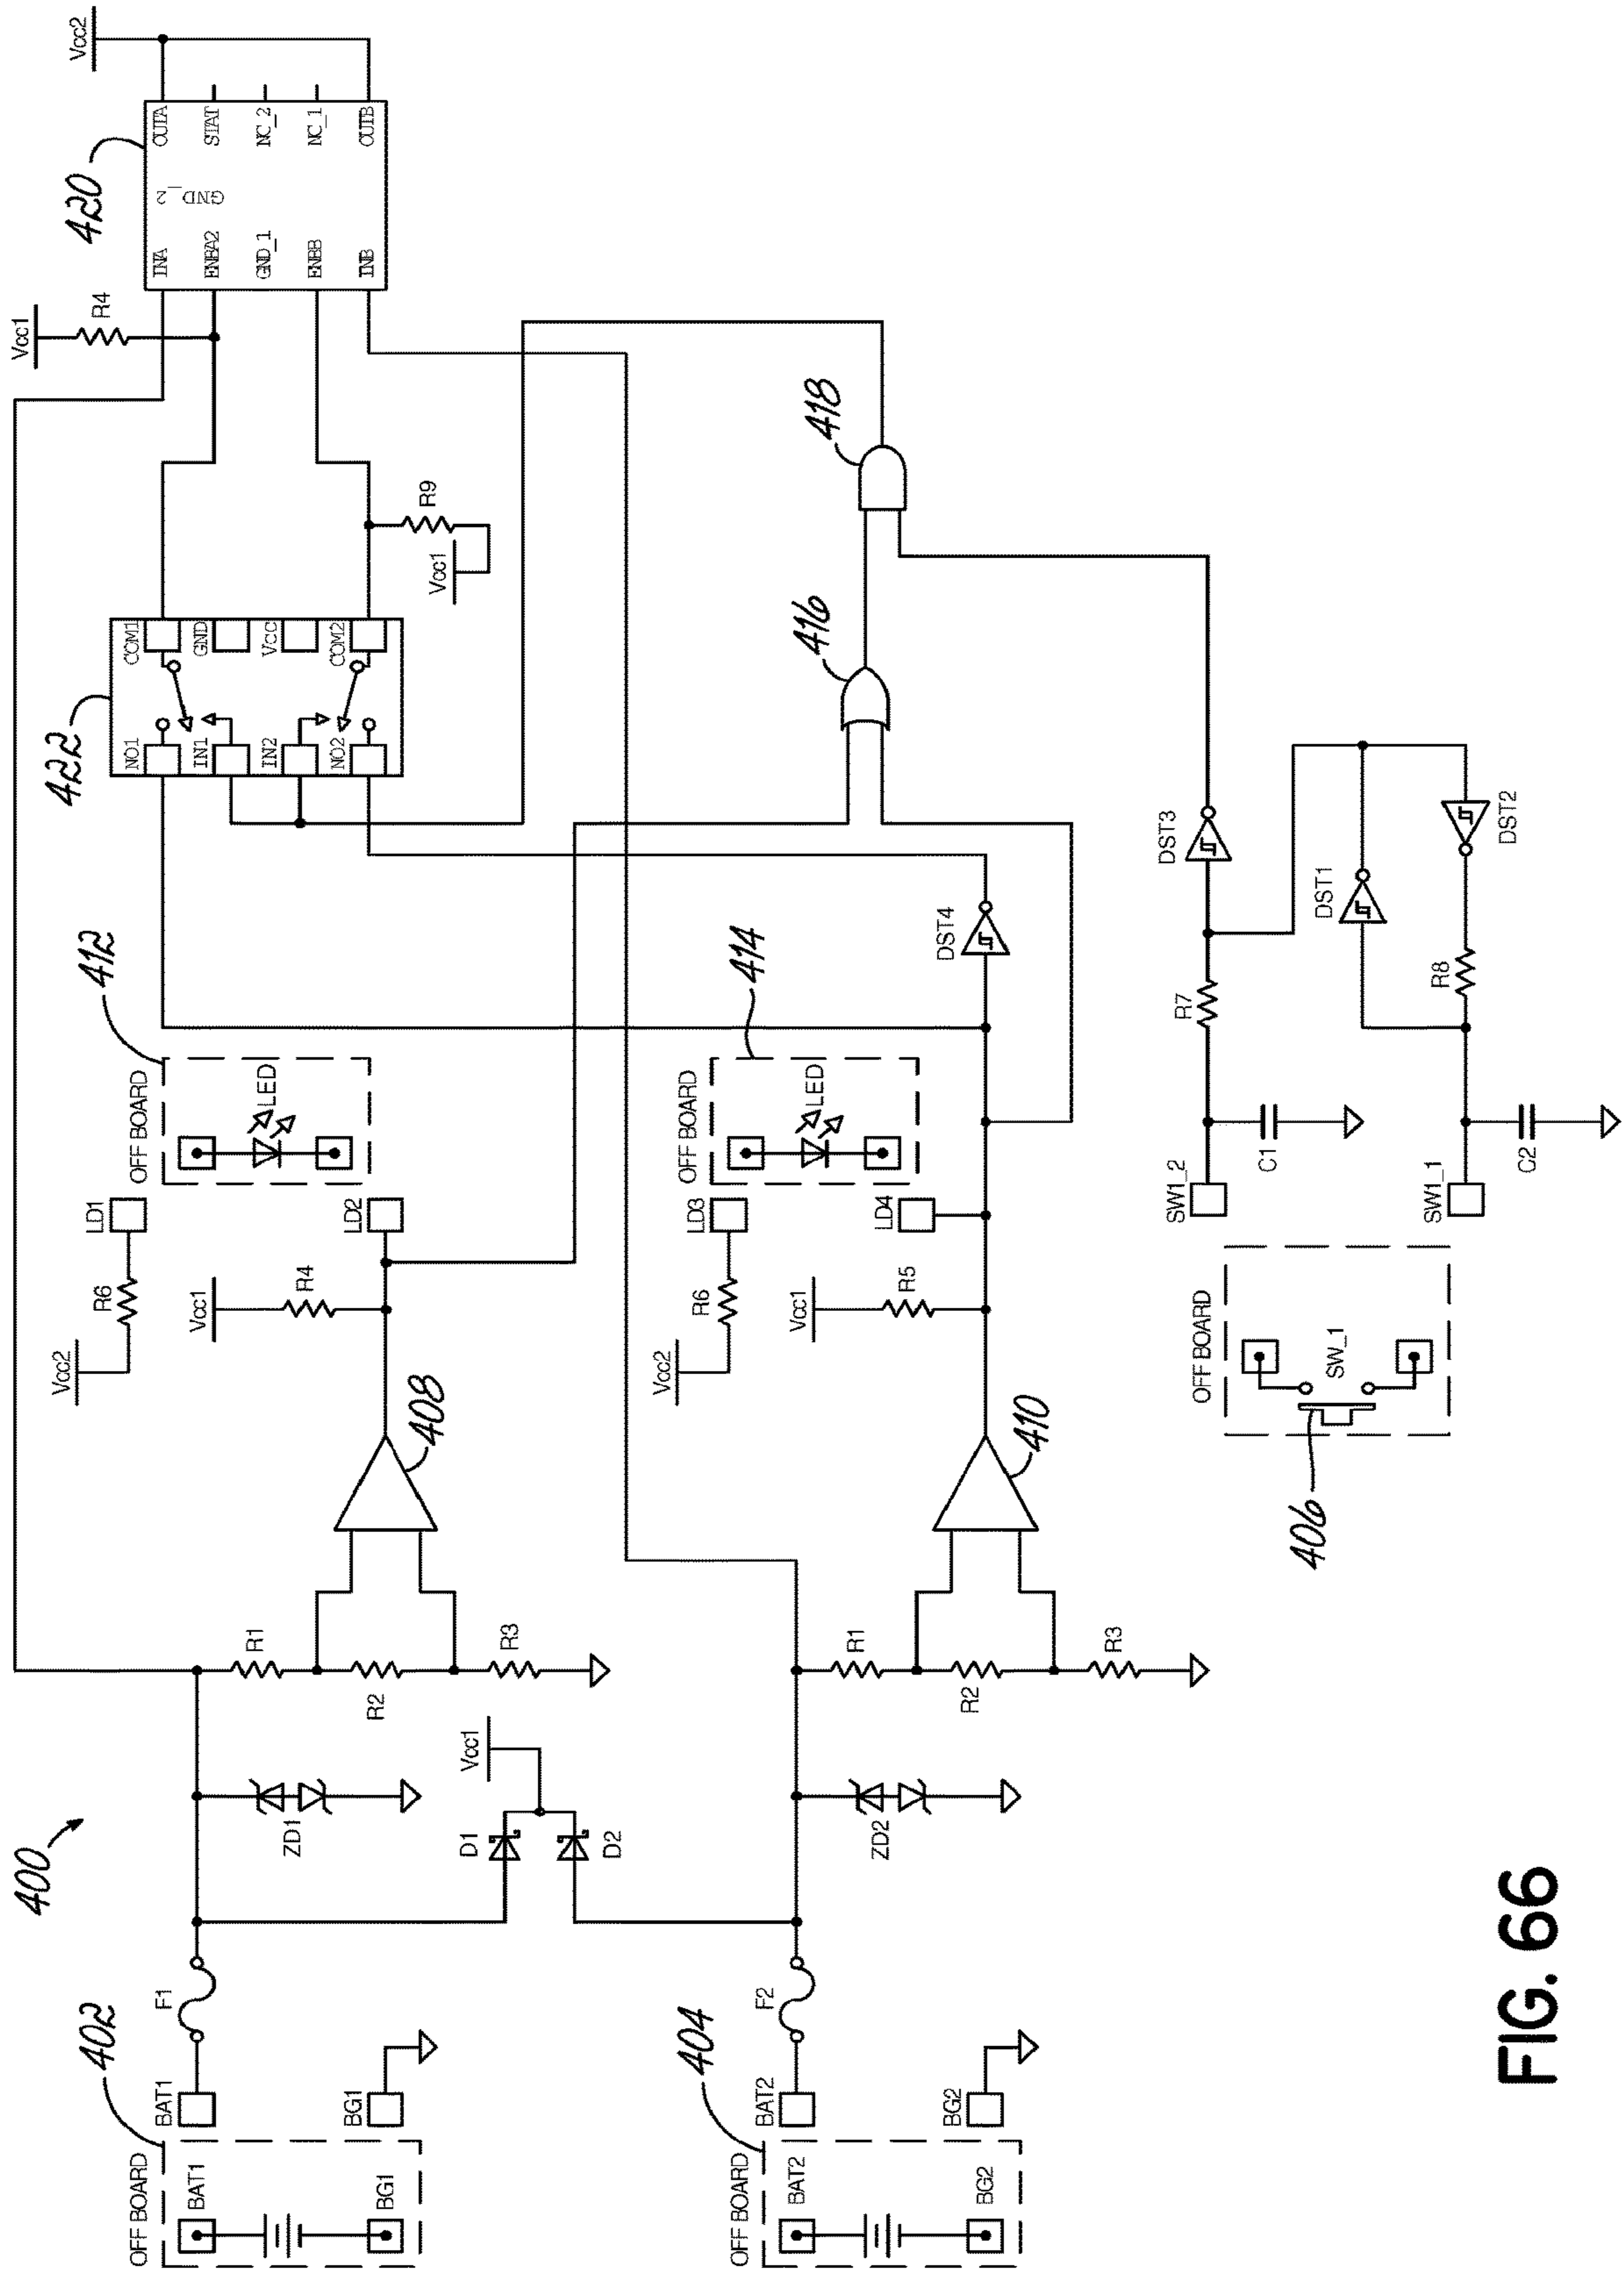 400
402
OFF BOARD
BAT1
BG1
BAT1
BG1
F1
ZD1
D1
D2
Vcc1
R1
R2
R3
408
Vcc1
R4
Vcc2
R6
LD1
LD2
412
OFF BOARD
LED
422
NO1
IN1
IN2
NO2
COM1
GND
Vcc
COM2
R9
Vcc1
Vcc1
R4
420
INA
ENBA2
GND_1
ENBB
INB
GND_2
OUTA
STAT
NC_2
NC_1
OUTB
Vcc2
404
OFF BOARD
BAT2
BG2
BAT2
BG2
F2
ZD2
R1
R2
R3
410
Vcc1
R5
Vcc2
R6
LD3
LD4
414
OFF BOARD
LED
DST4
416
418
406
OFF BOARD
SW_1
SW1_2
SW1_1
C1
C2
R7
R8
DST1
DST2
DST3
FIG. 66